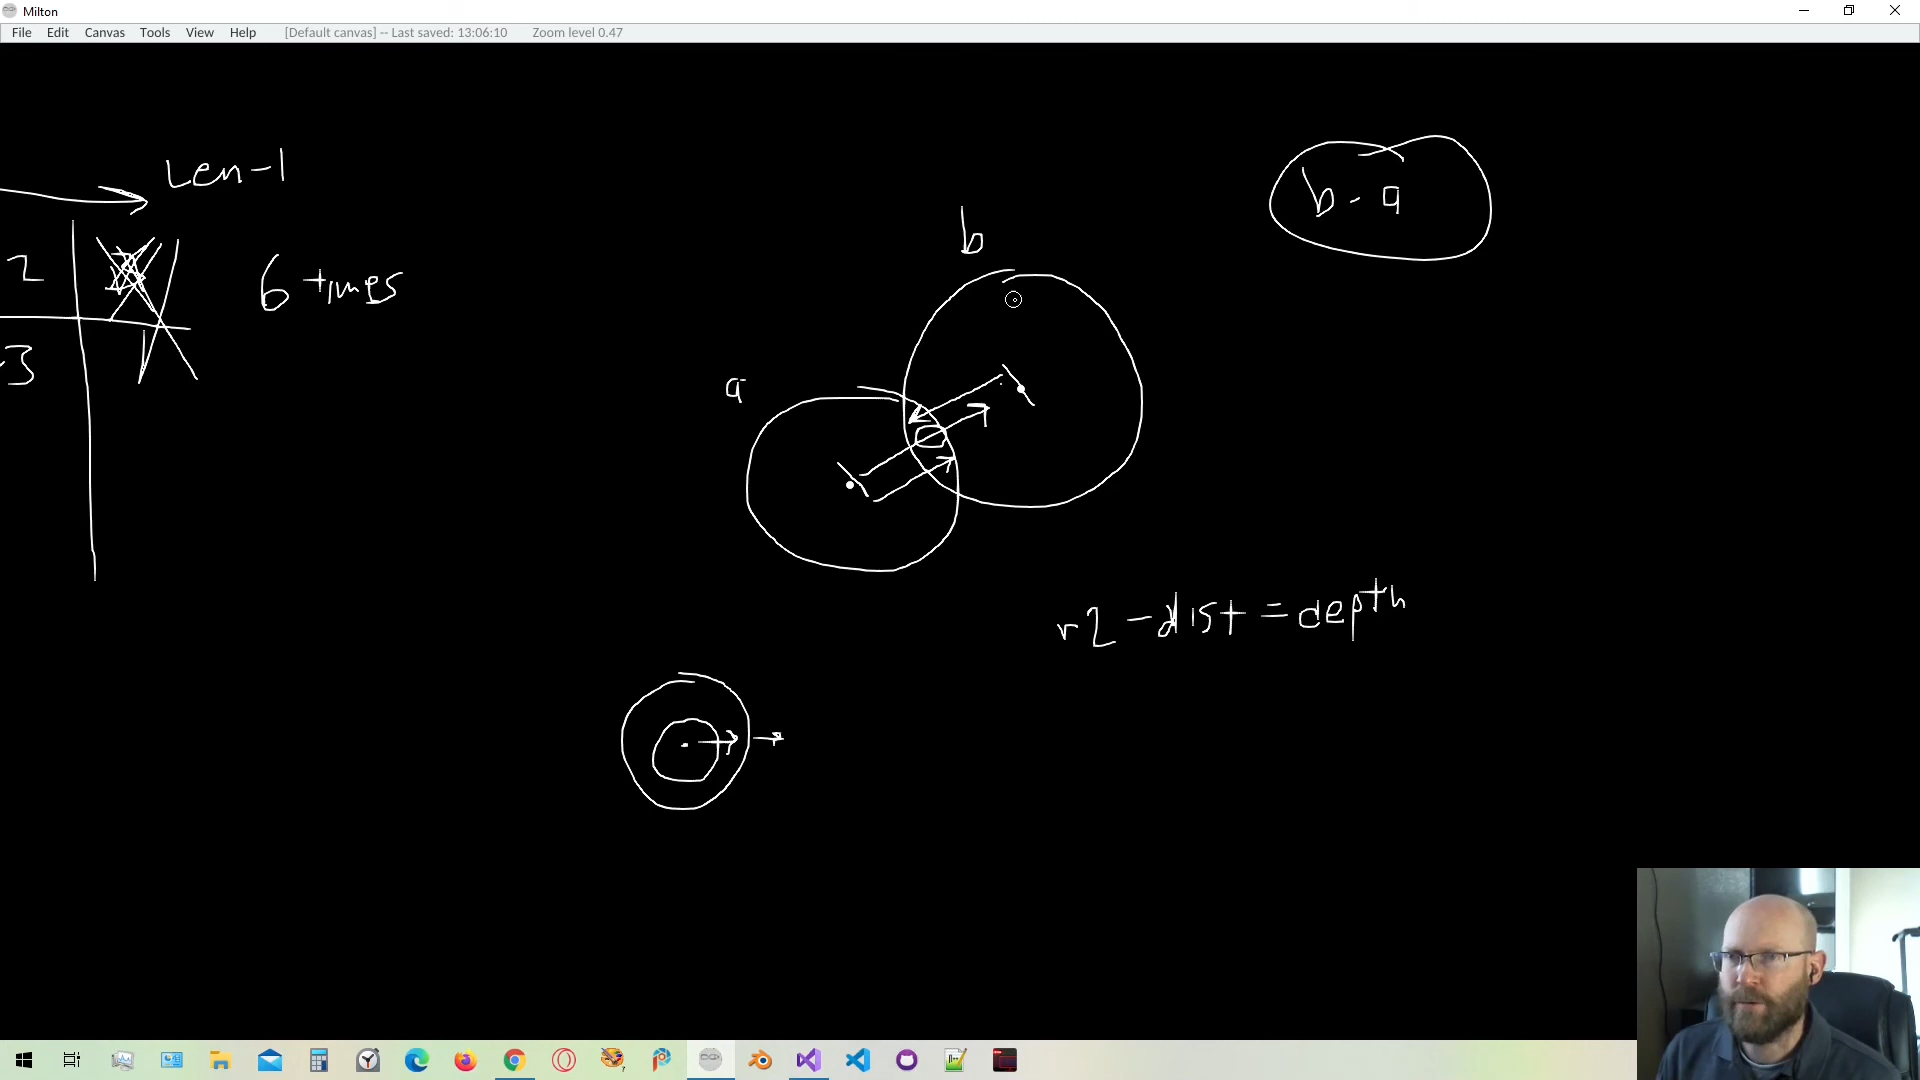 Milton
File Edit Canvas Tools View Help [Default canvas] -- Last saved: 13:06:10 Zoom level 0.47
Len-1
b - a
b
2
6 times
3
a
r2 - dist = depth